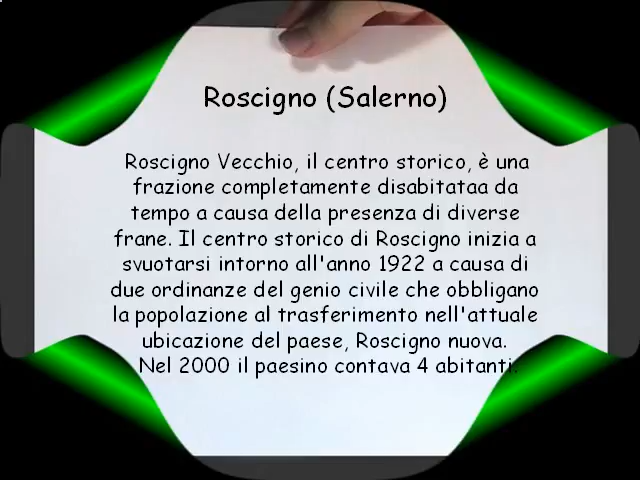 Roscigno (Salerno)
Roscigno Vecchio, il centro storico, è una
frazione completamente disabitataa da
tempo a causa della presenza di diverse
frane. Il centro storico di Roscigno inizia a
svuotarsi intorno all'anno 1922 a causa di
due ordinanze del genio civile che obbligano
la popolazione al trasferimento nell'attuale
ubicazione del paese, Roscigno nuova.
Nel 2000 il paesino contava 4 abitanti.